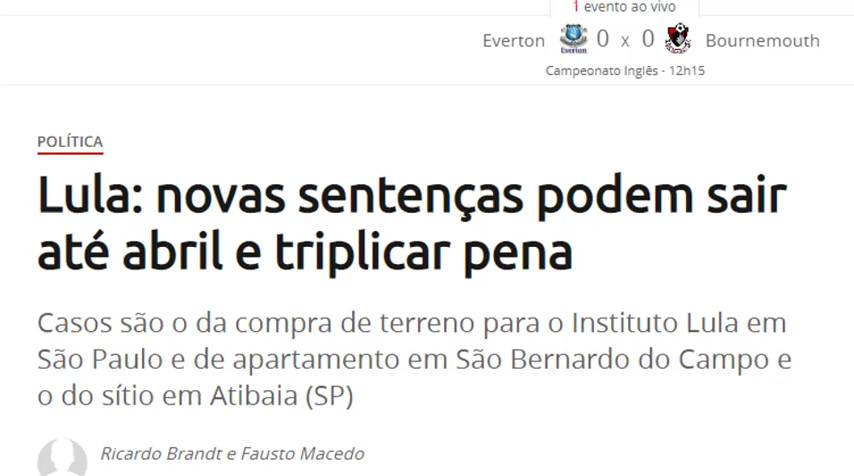 1 evento ao vivo
Everton Everton 0 x 0 Bournemouth
Campeonato Inglês - 12h15
POLÍTICA
Lula: novas sentenças podem sair
até abril e triplicar pena
Casos são o da compra de terreno para o Instituto Lula em
São Paulo e de apartamento em São Bernardo do Campo e
o do sítio em Atibaia (SP)
Ricardo Brandt e Fausto Macedo